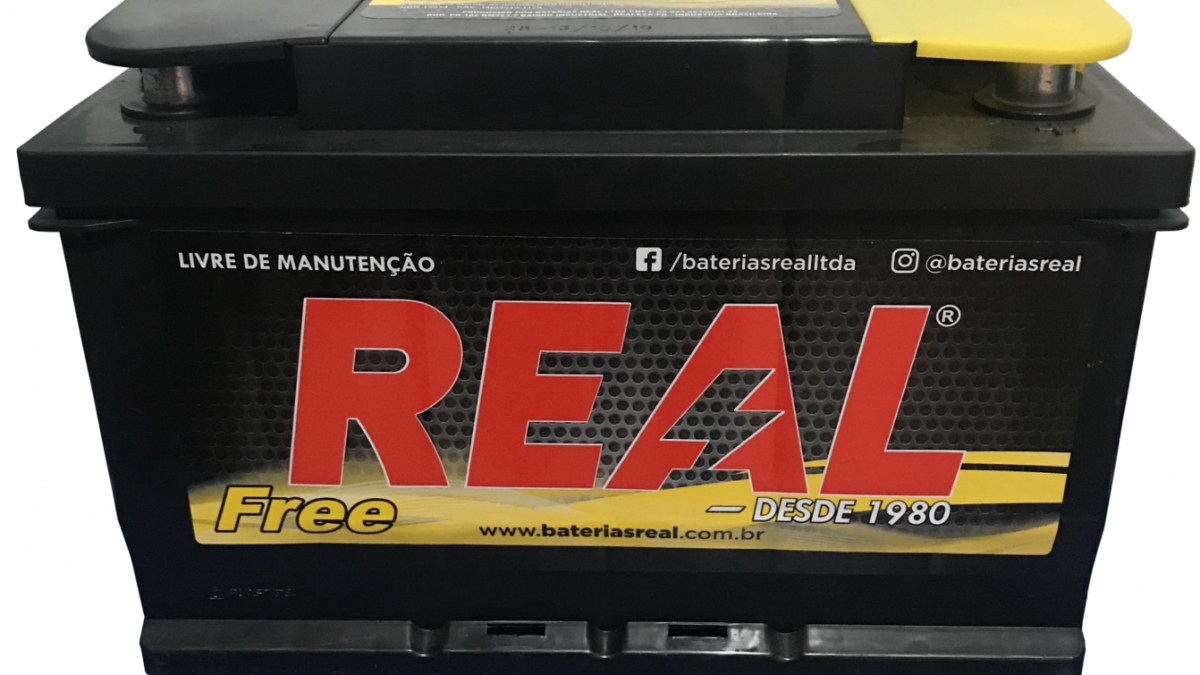 LIVRE DE MANUTENÇÃO
/bateriasrealltda
@bateriasreal
REAL®
Free
— DESDE 1980
www.bateriasreal.com.br